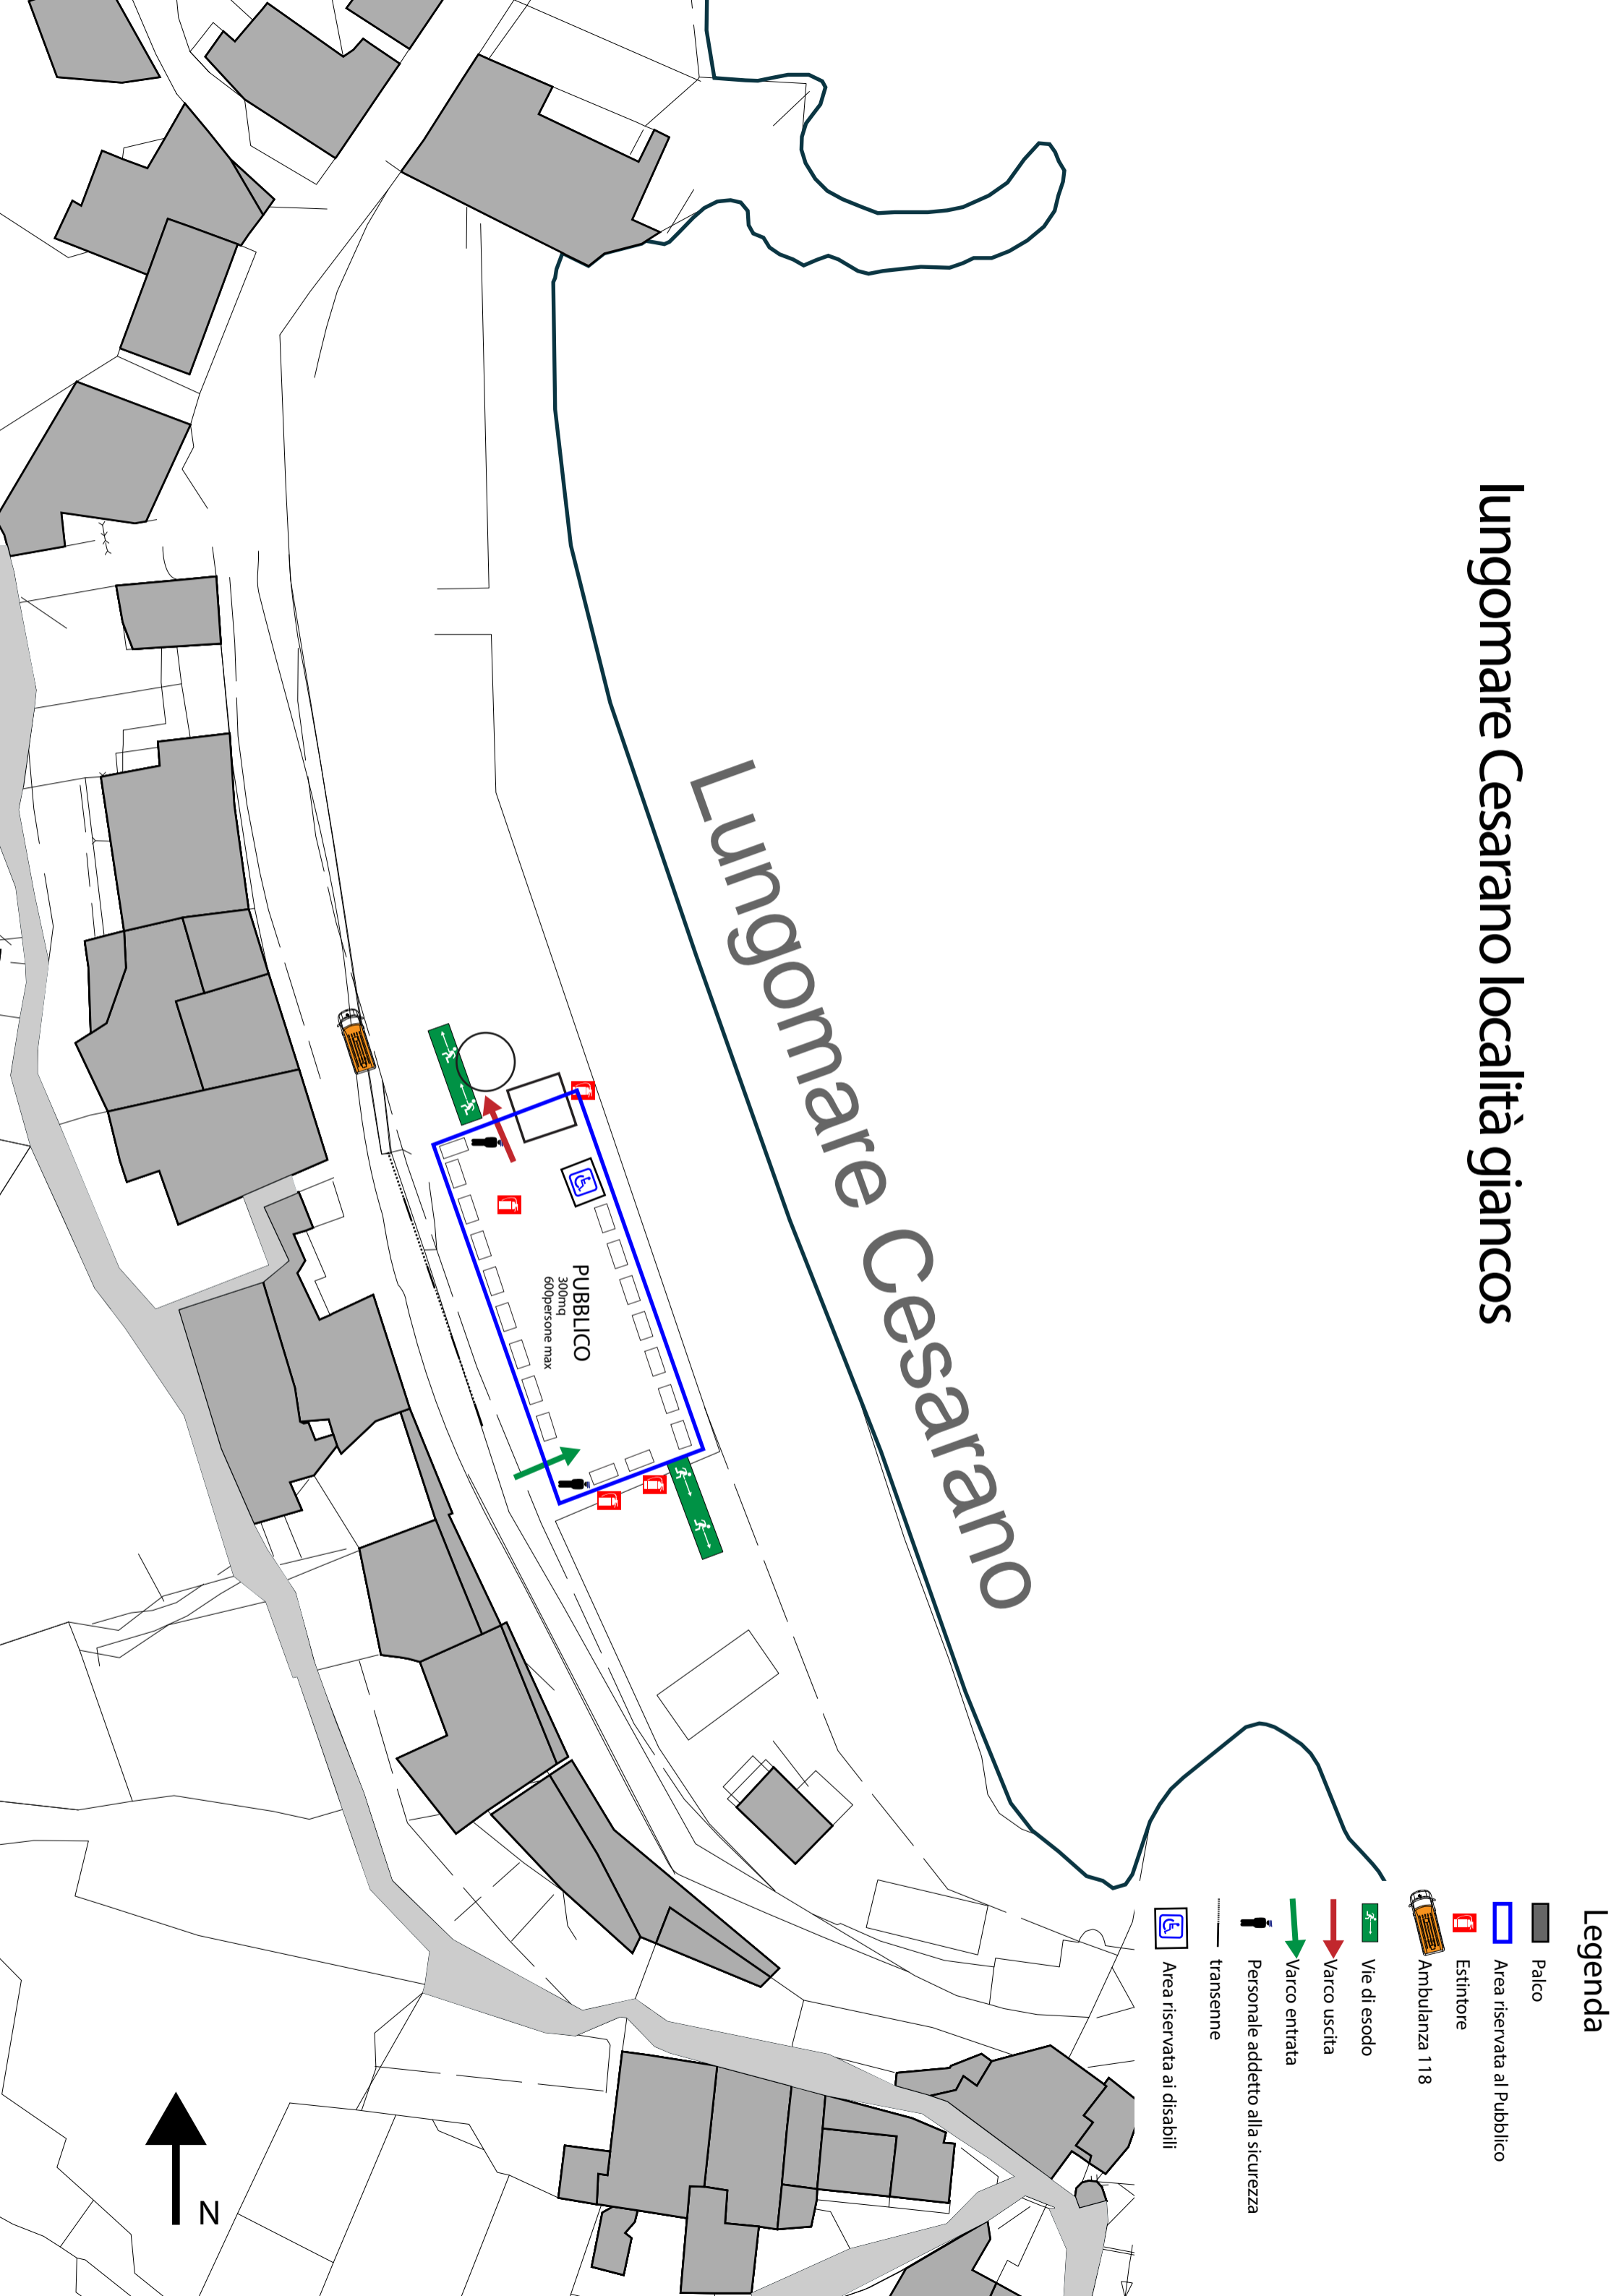 lungomare Cesarano località giancos
Lungomare Cesarano
PUBBLICO
300mq
600persone max
Legenda
Palco
Area riservata al Pubblico
Estintore
Ambulanza 118
Vie di esodo
Varco uscita
Varco entrata
Personale addetto alla sicurezza
transenne
Area riservata ai disabili
N